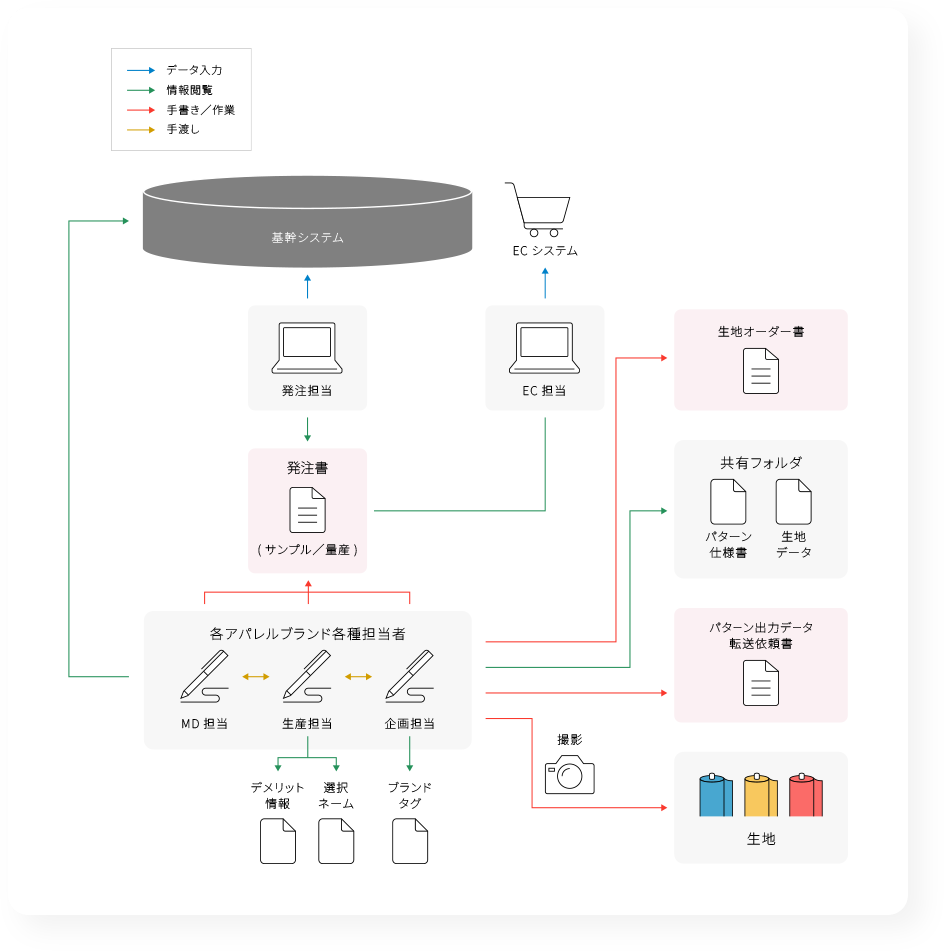 データ入力
情報閲覧
手書き／作業
手渡し
基幹システム
EC システム
発注担当
EC 担当
生地オーダー書
発注書
(サンプル／量産)
共有フォルダ
パターン
仕様書
生地
データ
各アパレルブランド各種担当者
MD 担当
生産担当
企画担当
パターン出力データ
転送依頼書
撮影
デメリット
情報
選択
ネーム
ブランド
タグ
生地